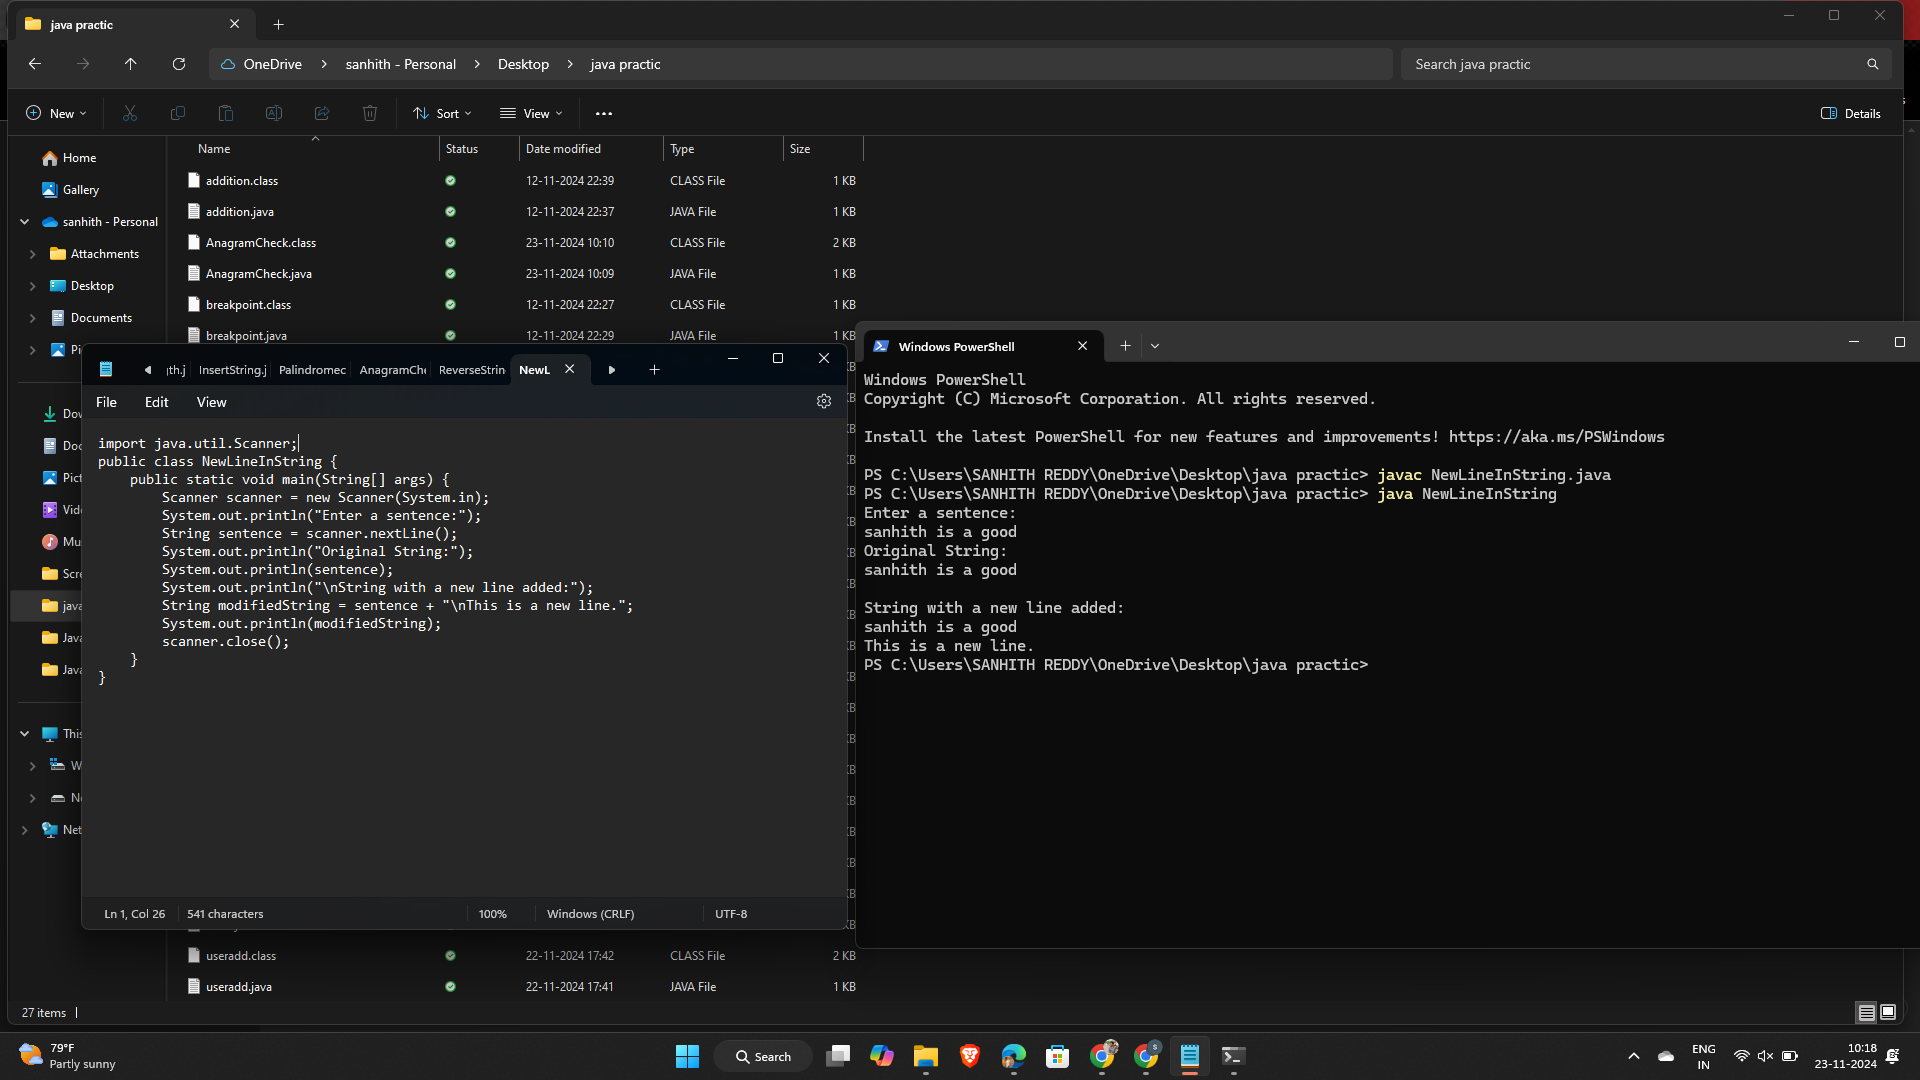 java practic
OneDrive > sanhith - Personal > Desktop > java practic
Search java practic
New
Sort
View
Details
Name Status Date modified Type Size
addition.class 12-11-2024 22:39 CLASS File 1 KB
addition.java 12-11-2024 22:37 JAVA File 1 KB
AnagramCheck.class 23-11-2024 10:10 CLASS File 2 KB
AnagramCheck.java 23-11-2024 10:09 JAVA File 1 KB
breakpoint.class 12-11-2024 22:27 CLASS File 1 KB
breakpoint.java 12-11-2024 22:29 JAVA File 1 KB
Home
Gallery
sanhith - Personal
Attachments
Desktop
Documents
Pi
Dow
Doc
Pict
Vide
Mu
Scre
java
Java
Java
This
W
Ne
Net
th.j InsertString.j Palindromec AnagramChe ReverseStrin NewL
File Edit View
import java.util.Scanner;
public class NewLineInString {
public static void main(String[] args) {
Scanner scanner = new Scanner(System.in);
System.out.println("Enter a sentence:");
String sentence = scanner.nextLine();
System.out.println("Original String:");
System.out.println(sentence);
System.out.println("\nString with a new line added:");
String modifiedString = sentence + "\nThis is a new line.";
System.out.println(modifiedString);
scanner.close();
}
}
Ln 1, Col 26 541 characters 100% Windows (CRLF) UTF-8
Windows PowerShell
Windows PowerShell
Copyright (C) Microsoft Corporation. All rights reserved.
Install the latest PowerShell for new features and improvements! https://aka.ms/PSWindows
PS C:\Users\SANHITH REDDY\OneDrive\Desktop\java practic> javac NewLineInString.java
PS C:\Users\SANHITH REDDY\OneDrive\Desktop\java practic> java NewLineInString
Enter a sentence:
sanhith is a good
Original String:
sanhith is a good
String with a new line added:
sanhith is a good
This is a new line.
PS C:\Users\SANHITH REDDY\OneDrive\Desktop\java practic>
useradd.class 22-11-2024 17:42 CLASS File 2 KB
useradd.java 22-11-2024 17:41 JAVA File 1 KB
27 items
79°F
Partly sunny
Search
ENG
IN
10:18
23-11-2024